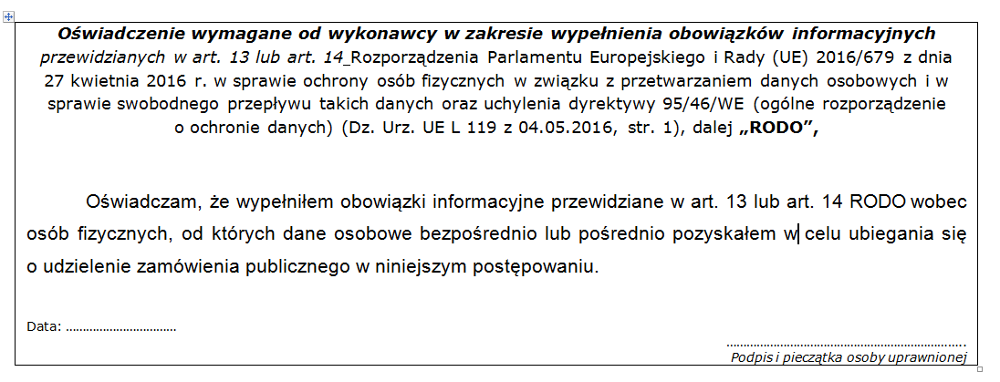 Oświadczenie wymagane od wykonawcy w zakresie wypełnienia obowiązków informacyjnych
przewidzianych w art. 13 lub art. 14 Rozporządzenia Parlamentu Europejskiego i Rady (UE) 2016/679 z dnia
27 kwietnia 2016 r. w sprawie ochrony osób fizycznych w związku z przetwarzaniem danych osobowych i w
sprawie swobodnego przepływu takich danych oraz uchylenia dyrektywy 95/46/WE (ogólne rozporządzenie
o ochronie danych) (Dz. Urz. UE L 119 z 04.05.2016, str. 1), dalej „RODO”,
Oświadczam, że wypełniłem obowiązki informacyjne przewidziane w art. 13 lub art. 14 RODO wobec
osób fizycznych, od których dane osobowe bezpośrednio lub pośrednio pozyskałem w celu ubiegania się
o udzielenie zamówienia publicznego w niniejszym postępowaniu.
Data: ……………………………
……………………………………………………………..
Podpis i pieczątka osoby uprawnionej